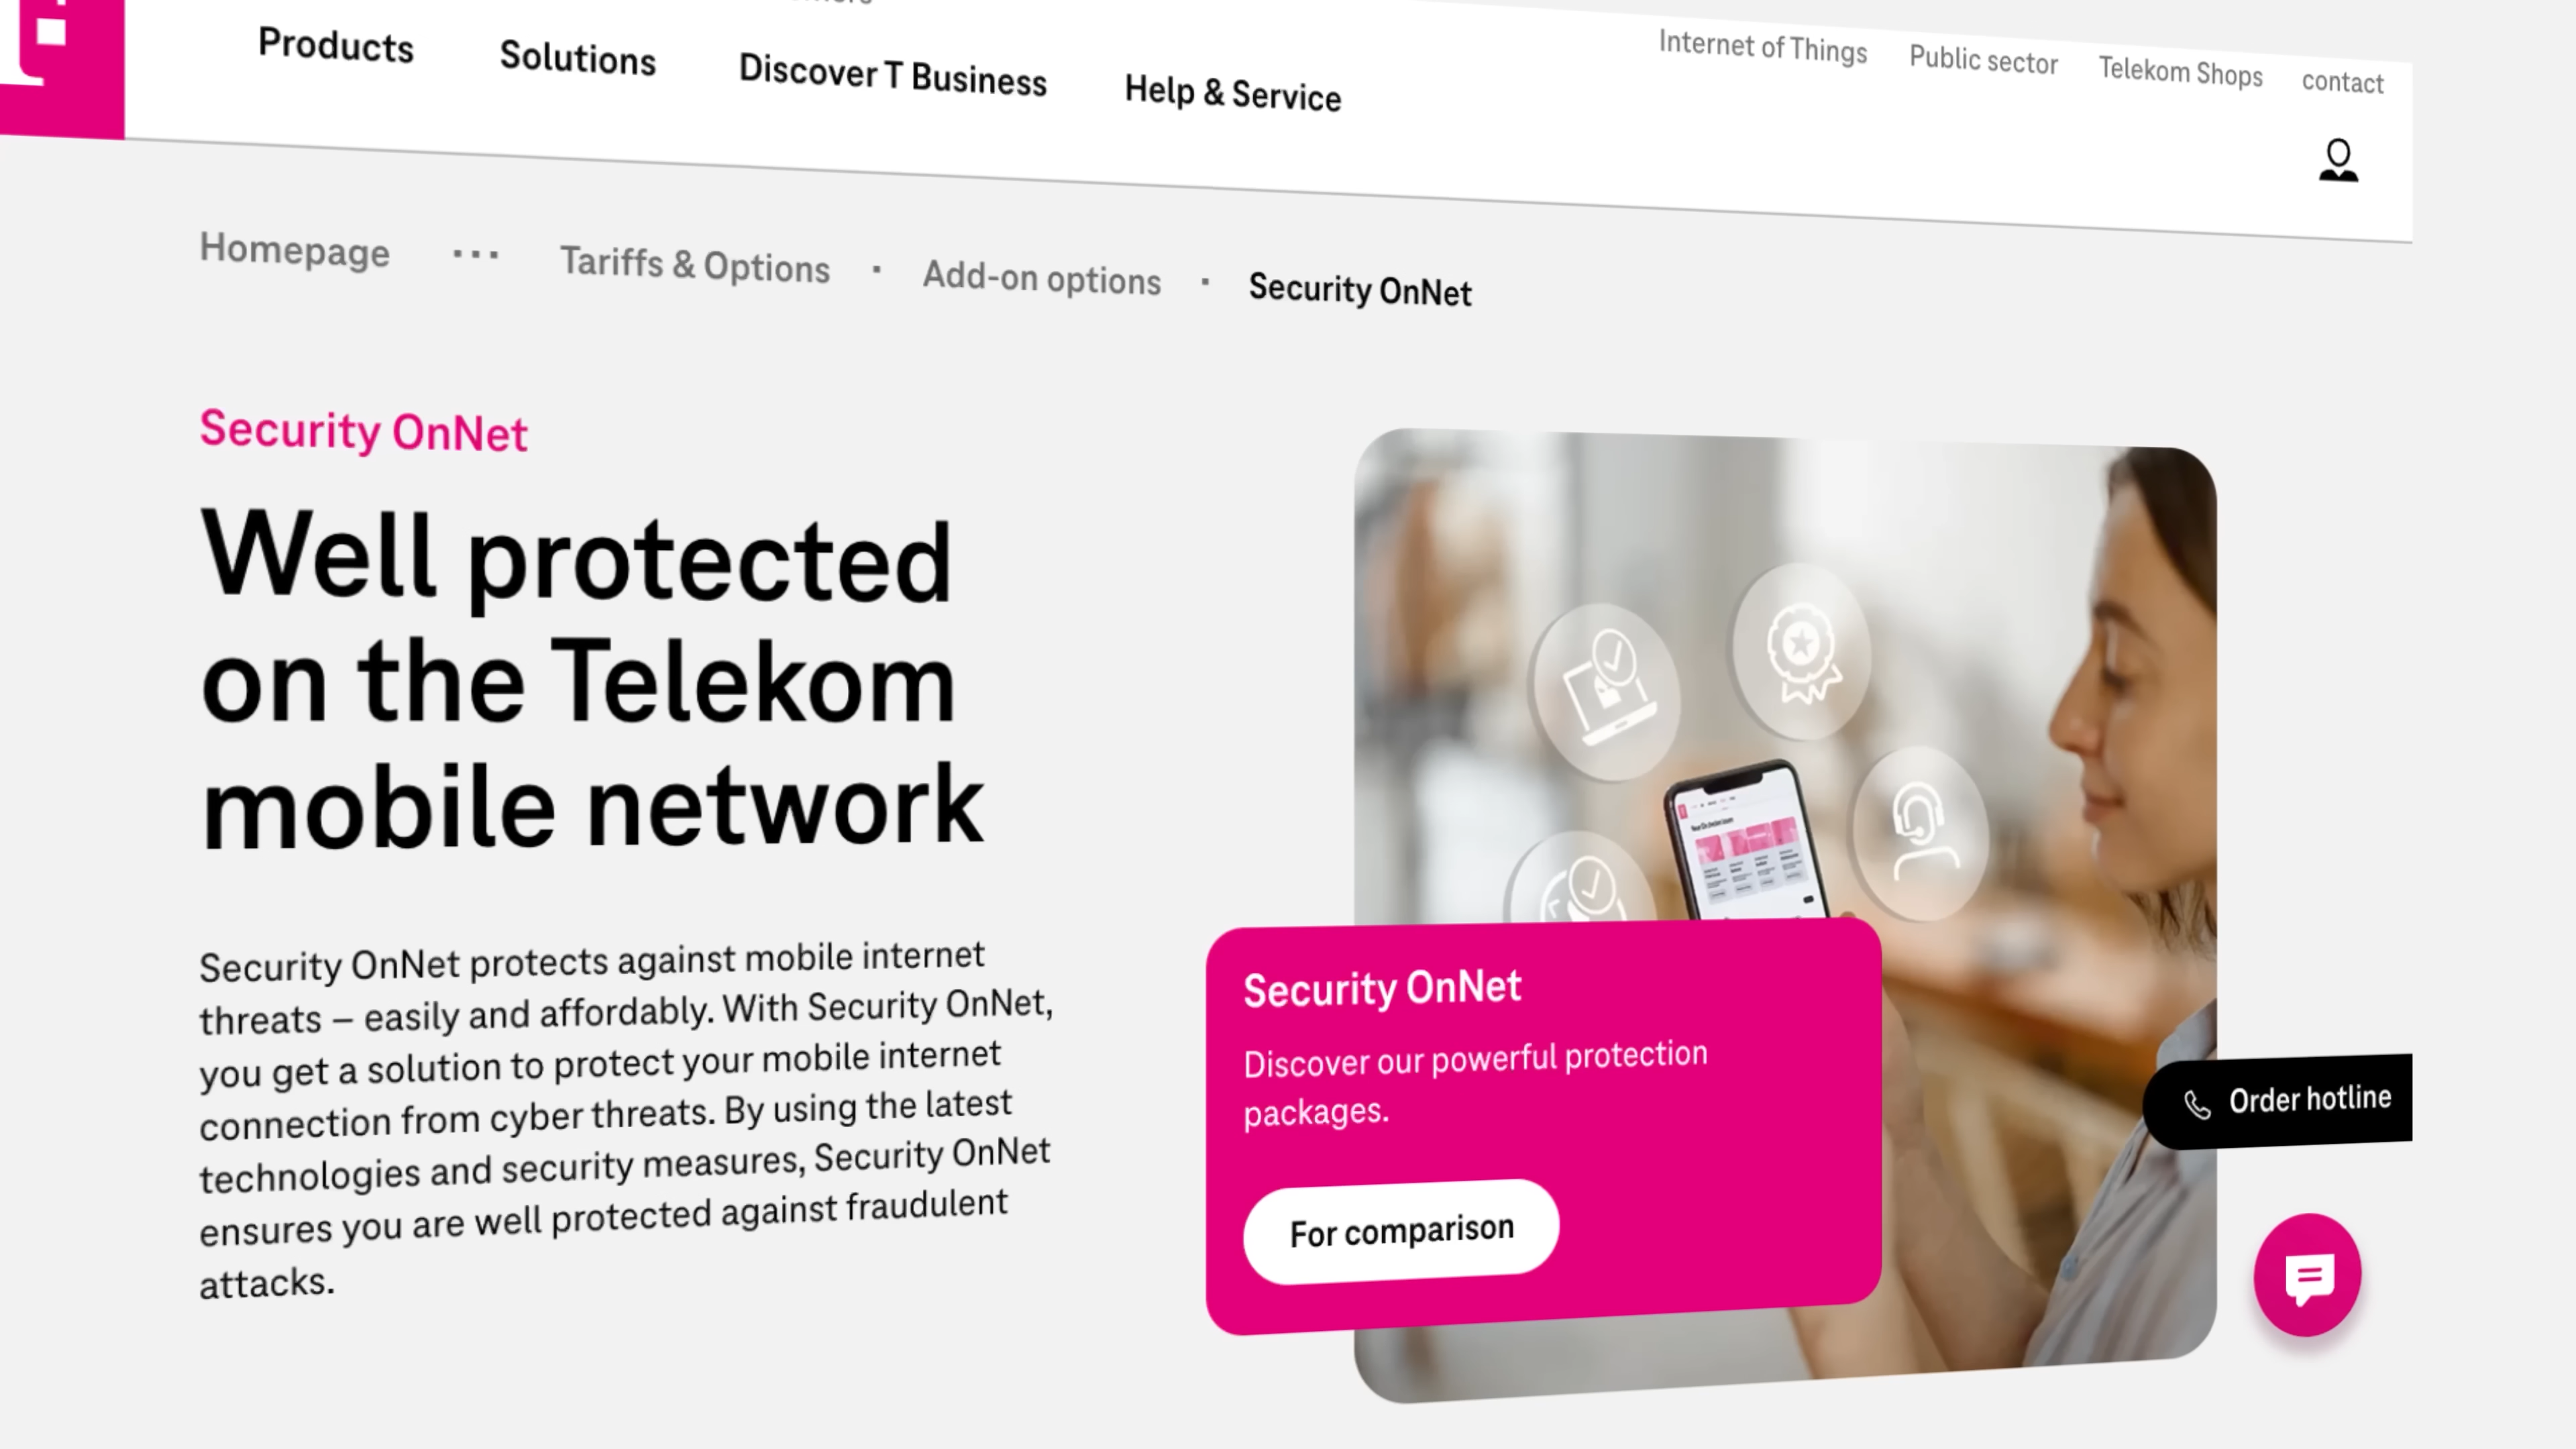 Products
Solutions
Discover T Business
Help & Service
Internet of Things
Public sector
Telekom Shops
contact
Homepage
Tariffs & Options
Add-on options
Security OnNet
Security OnNet
Well protected
on the Telekom
mobile network
Security OnNet protects against mobile internet
threats – easily and affordably. With Security OnNet,
you get a solution to protect your mobile internet
connection from cyber threats. By using the latest
technologies and security measures, Security OnNet
ensures you are well protected against fraudulent
attacks.
Security OnNet
Discover our powerful protection
packages.
For comparison
Order hotline